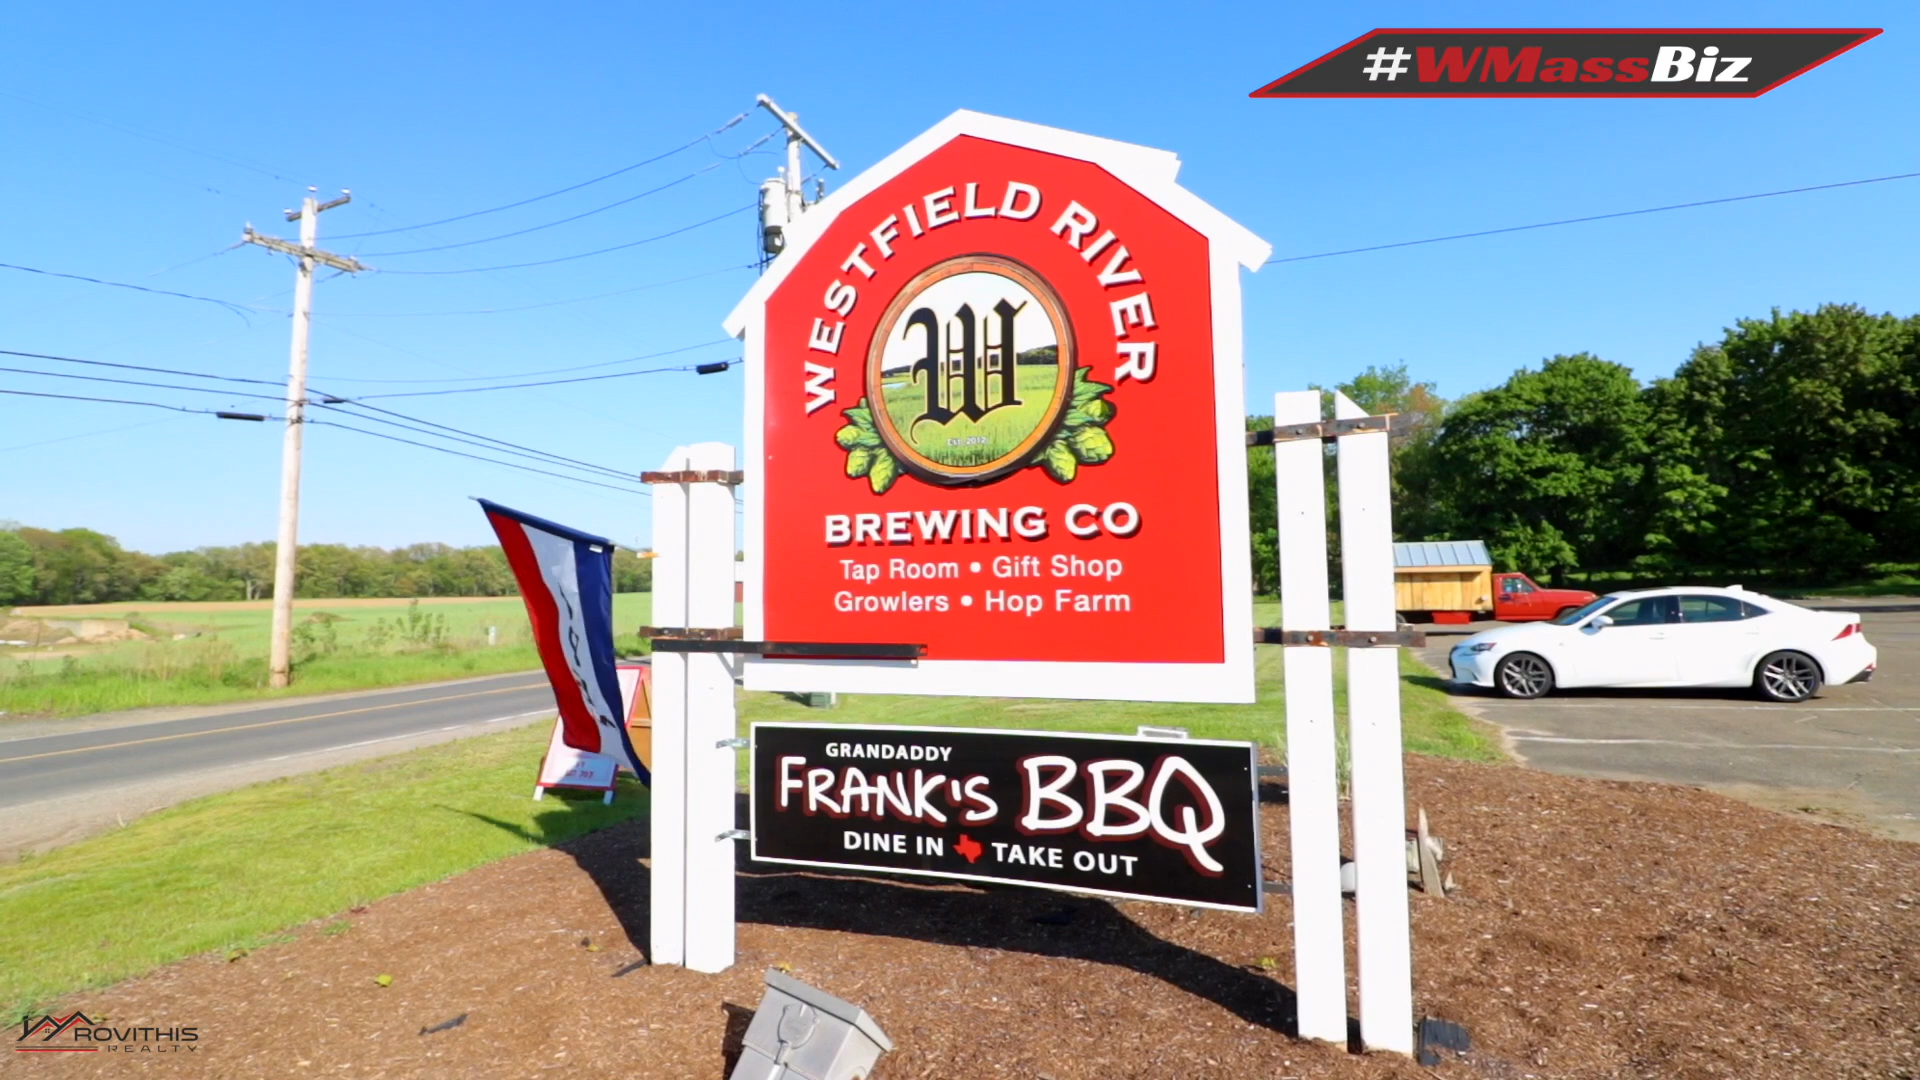 #WMassBiz
WESTFIELD RIVER
W
Est. 2012
BREWING CO
Tap Room • Gift Shop
Growlers • Hop Farm
GRANDADDY
FRANK'S BBQ
DINE IN TAKE OUT
ROVITHIS
REALTY